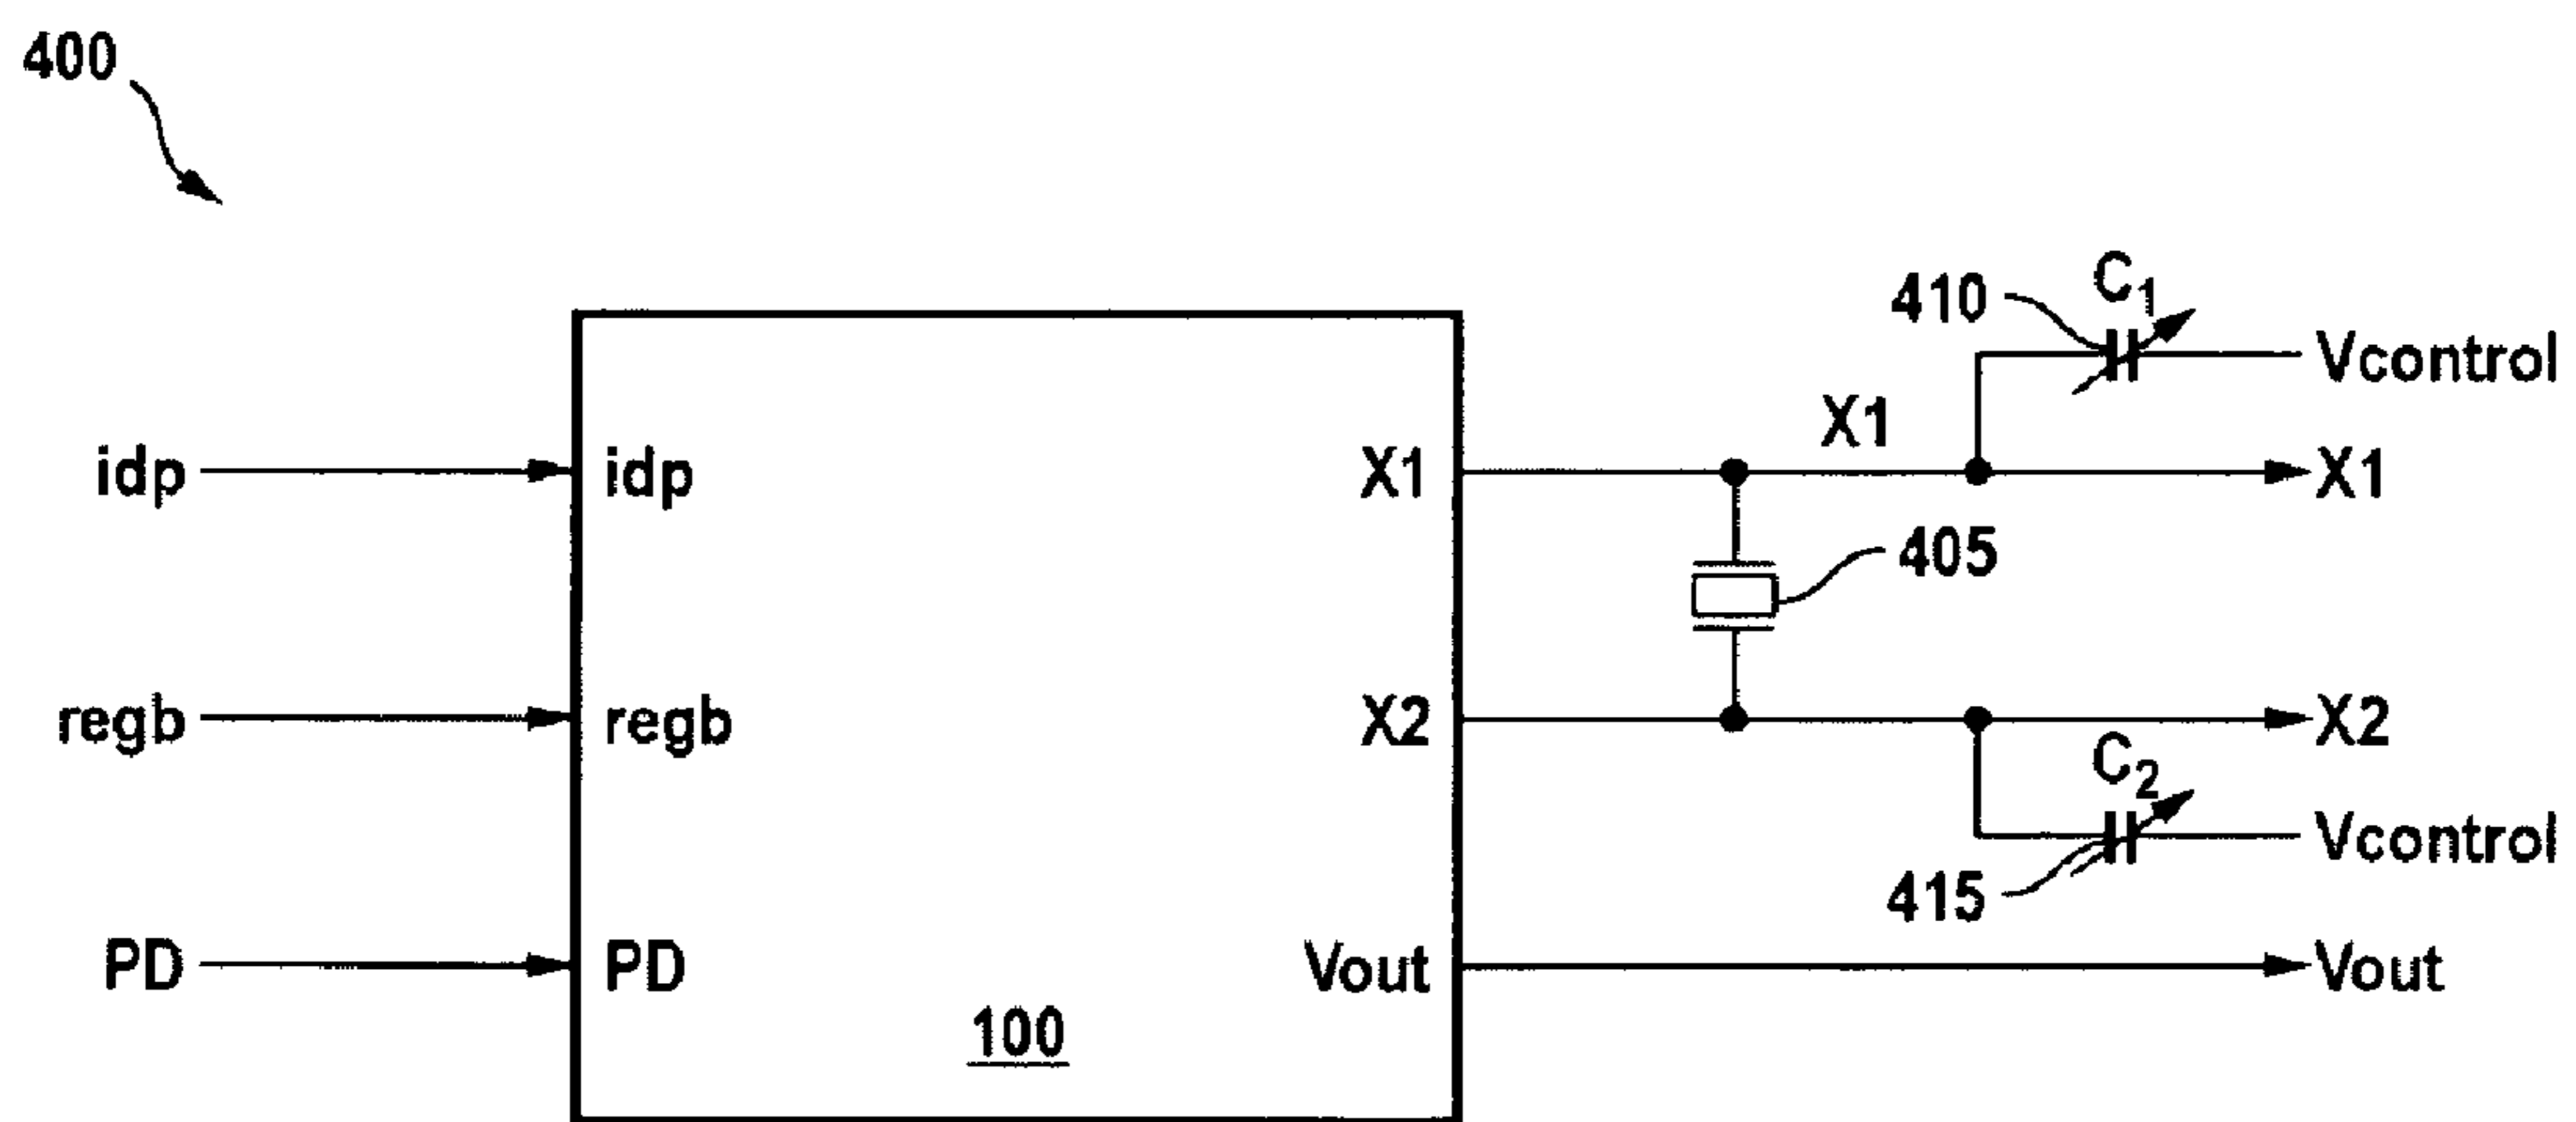 400
C1
410
Vcontrol
X1
idp
idp
X1
X1
405
regb
regb
X2
X2
C2
Vcontrol
415
PD
PD
Vout
Vout
100